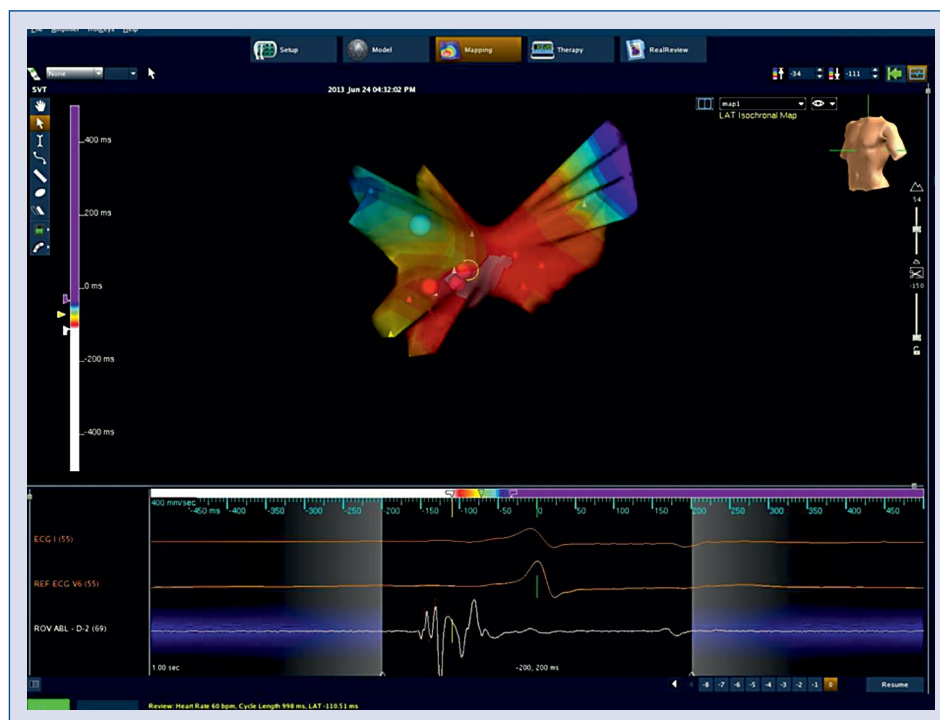 File Amplifier HotKeys Help
Setup Model Mapping Therapy RealReview
None -34 -111
SVT 2013 Jun 24 04:32:02 PM map1
LAT Isochronal Map
400 ms
200 ms
0 ms
-200 ms
-400 ms
54
-150
400 mm/sec
-450 ms -400 -350 -300 -250 -200 -150 -100 -50 0 50 100 150 200 250 300 350 400 450
ECG I (55)
REF ECG V6 (55)
ROV ABL - D-2 (69)
1.00 sec -200, 200 ms
-8 -7 -6 -5 -4 -3 -2 -1 0 Resume
Review: Heart Rate 60 bpm, Cycle Length 998 ms, LAT -110.51 ms